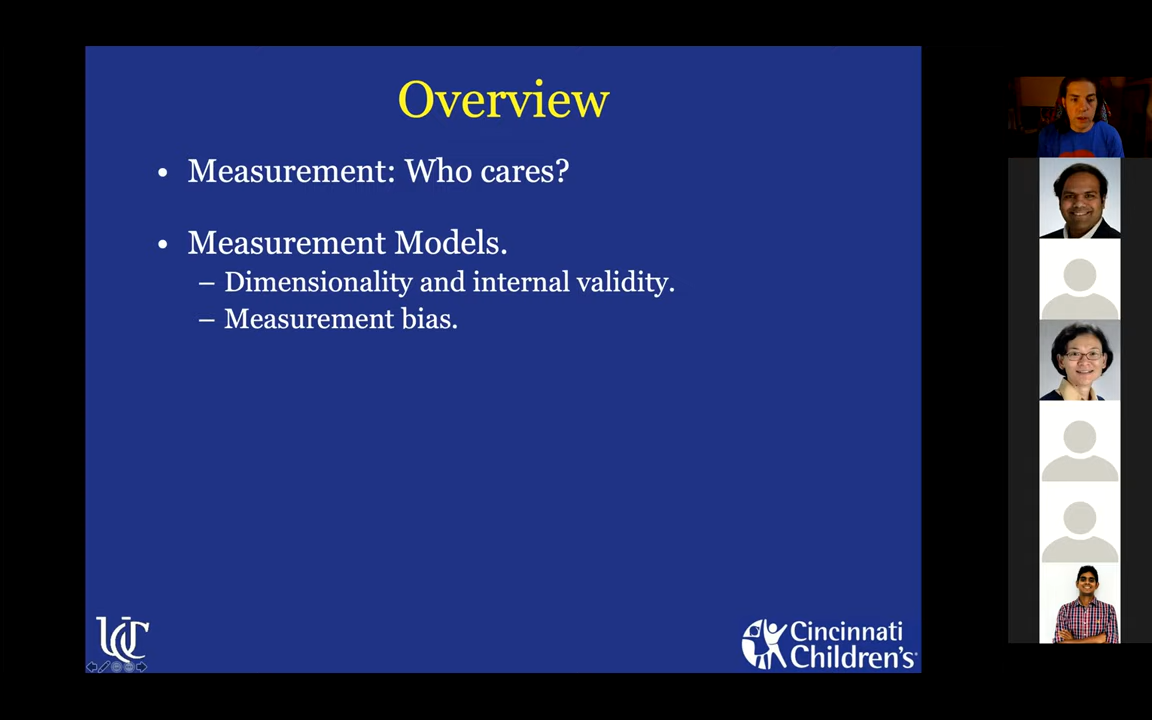 Overview
• Measurement: Who cares?
• Measurement Models.
– Dimensionality and internal validity.
– Measurement bias.
UC
Cincinnati
Children's